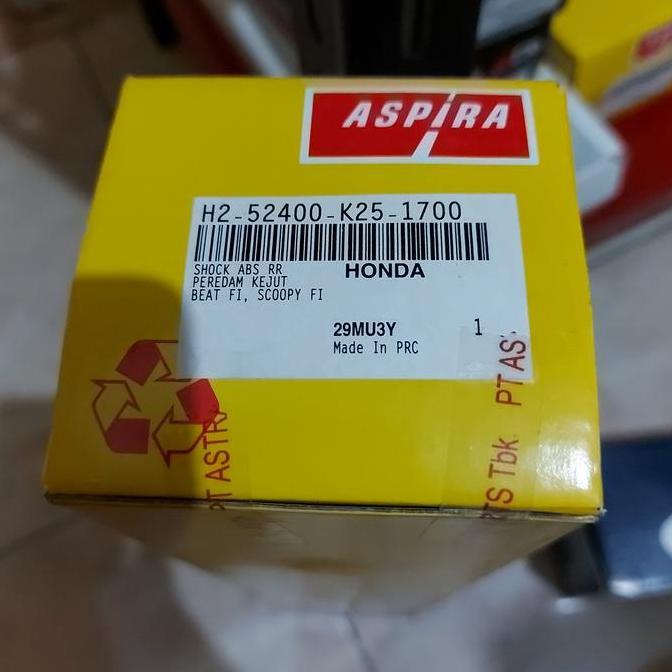 ASPIRA
H2-52400-K25-1700
SHOCK ABS RR
PEREDAM KEJUT
BEAT FI, SCOOPY FI
HONDA
29MU3Y 1
Made In PRC
PT ASTR
TS Tbk PT AS